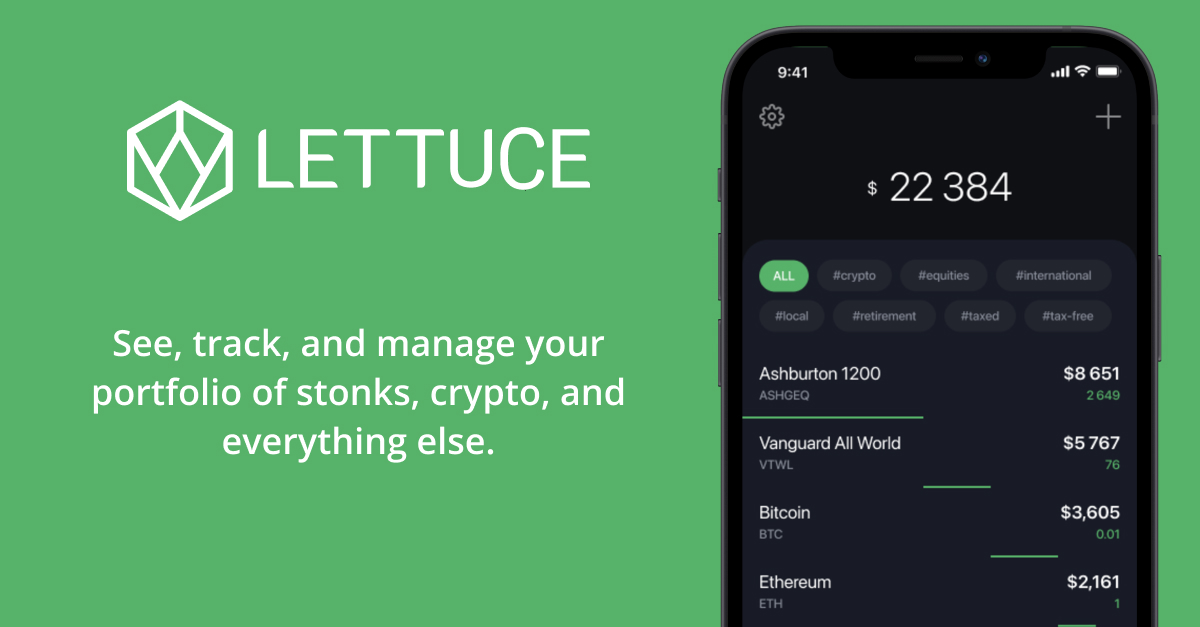 LETTUCE
See, track, and manage your
portfolio of stonks, crypto, and
everything else.
9:41
$ 22 384
ALL #crypto #equities #international
#local #retirement #taxed #tax-free
Ashburton 1200 $8 651
ASHGEQ 2 649
Vanguard All World $5 767
VTWL 76
Bitcoin $3,605
BTC 0.01
Ethereum $2,161
ETH 1